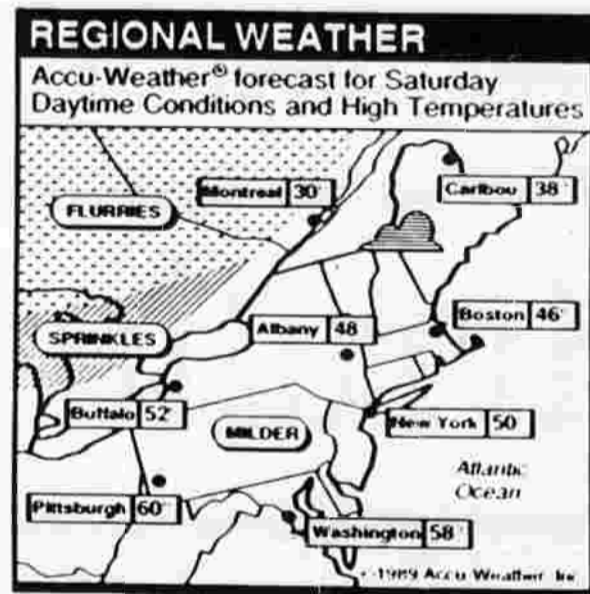 REGIONAL WEATHER
Accu-Weather® forecast for Saturday
Daytime Conditions and High Temperatures
Montreal 30°
Caribou 38°
FLURRIES
SPRINKLES
Albany 48
Boston 46°
Buffalo 52°
MILDER
New York 50
Atlantic
Ocean
Pittsburgh 60°
Washington 58°
©1989 Accu-Weather, Inc.